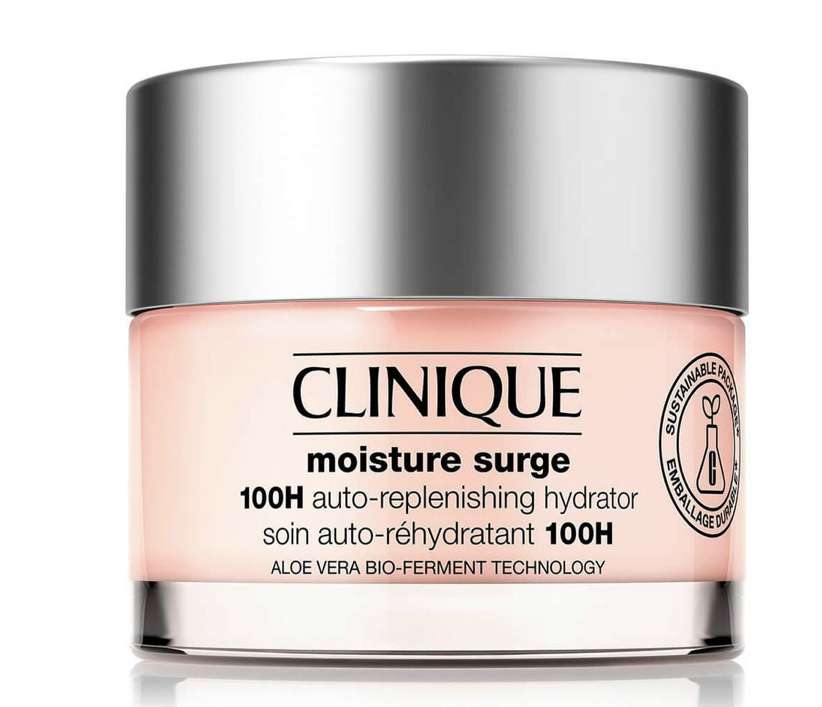 CLINIQUE
moisture surge
100H auto-replenishing hydrator
soin auto-réhydratant 100H
ALOE VERA BIO-FERMENT TECHNOLOGY
SUSTAINABLE PACKAGE*
EMBALLAGE DURABLE*
C